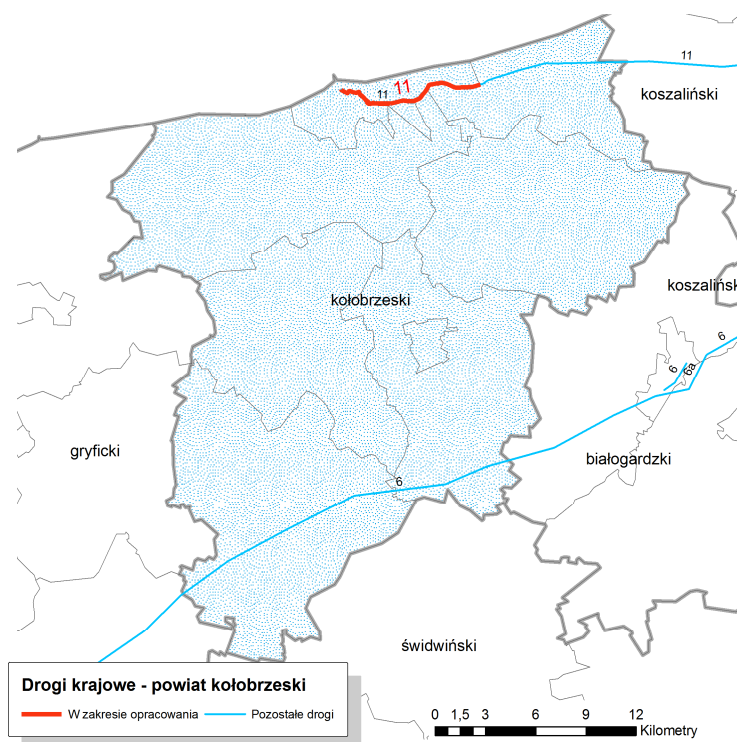 11
koszaliński
11
11
kołobrzeski
koszalińsk
6
6
6a
gryficki
białogardzki
6
świdwiński
Drogi krajowe - powiat kołobrzeski
W zakresie opracowania
Pozostałe drogi
0 1,5 3 6 9 12
Kilometry